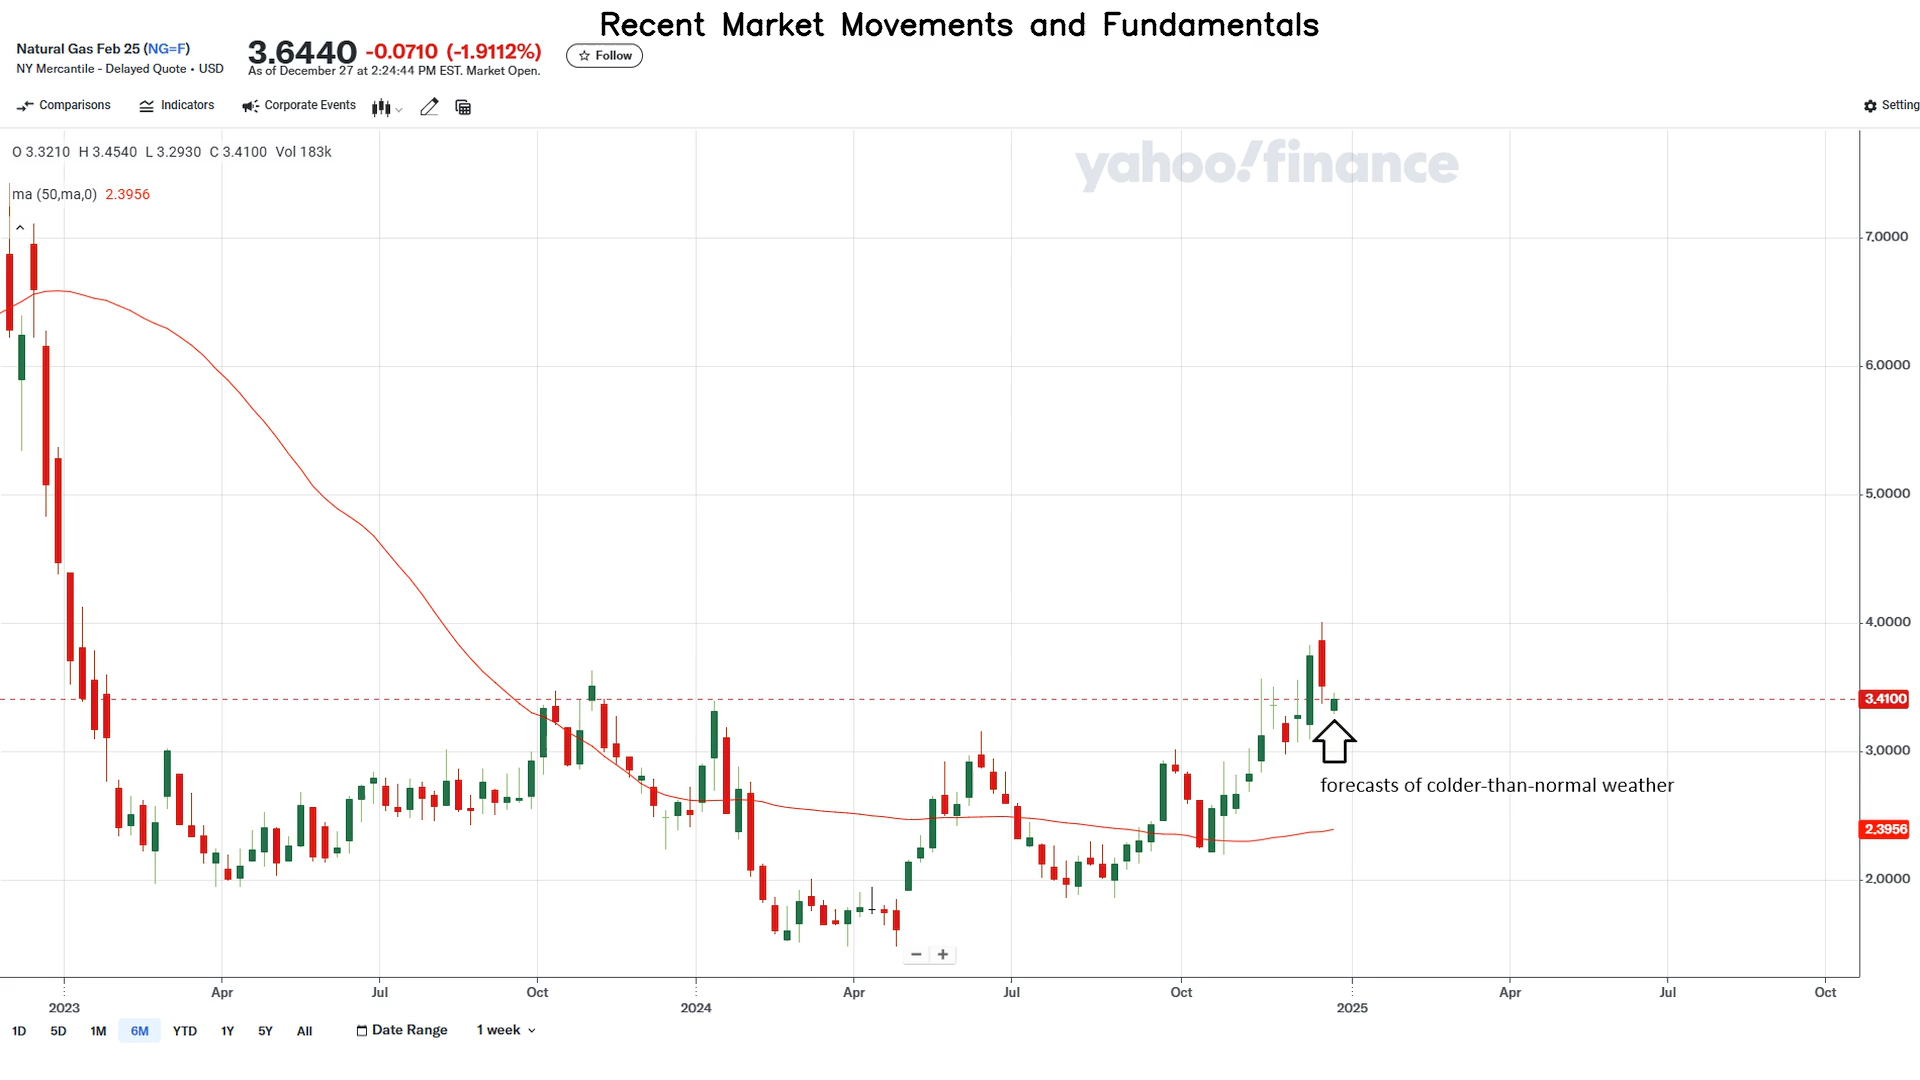 Recent Market Movements and Fundamentals
Natural Gas Feb 25 (NG=F)
NY Mercantile - Delayed Quote • USD
3.6440 -0.0710 (-1.9112%)
As of December 27 at 2:24:44 PM EST. Market Open.
Follow
Comparisons Indicators Corporate Events Setting
O 3.3210 H 3.4540 L 3.2930 C 3.4100 Vol 183k
ma (50,ma,0) 2.3956
yahoo!finance
7.0000
6.0000
5.0000
4.0000
3.4100
3.0000
forecasts of colder-than-normal weather
2.3956
2.0000
− +
Apr Jul Oct Apr Jul Oct Apr Jul Oct
2023 2024 2025
1D 5D 1M 6M YTD 1Y 5Y All Date Range 1 week